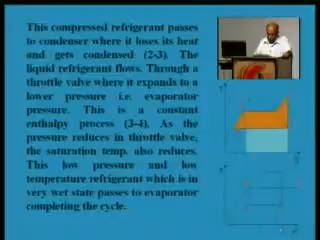 This compressed refrigerant passes
to condenser where it loses its heat
and gets condensed (2-3). The
liquid refrigerant flows. Through a
throttle valve where it expands to a
lower pressure i.e. evaporator
pressure. This is a constant
enthalpy process (3-4). As the
pressure reduces in throttle valve,
the saturation temp. also reduces.
This low pressure and low
temperature refrigerant which is in
very wet state passes to evaporator
completing the cycle.